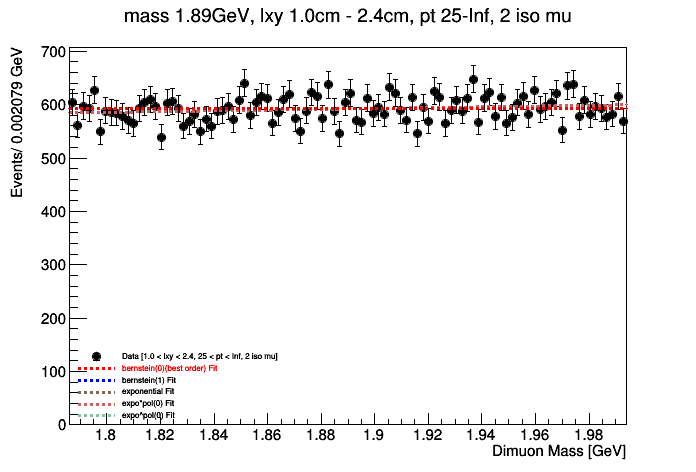 mass 1.89GeV, lxy 1.0cm - 2.4cm, pt 25-Inf, 2 iso mu
Events/ 0.002079 GeV
700
600
500
400
300
200
100
0
Data [1.0 < lxy < 2.4, 25 < pt < Inf, 2 iso mu]
bernstein(0)(best order) Fit
bernstein(1) Fit
exponential Fit
expo*pol(0) Fit
expo^pol(0) Fit
1.8 1.82 1.84 1.86 1.88 1.9 1.92 1.94 1.96 1.98
Dimuon Mass [GeV]